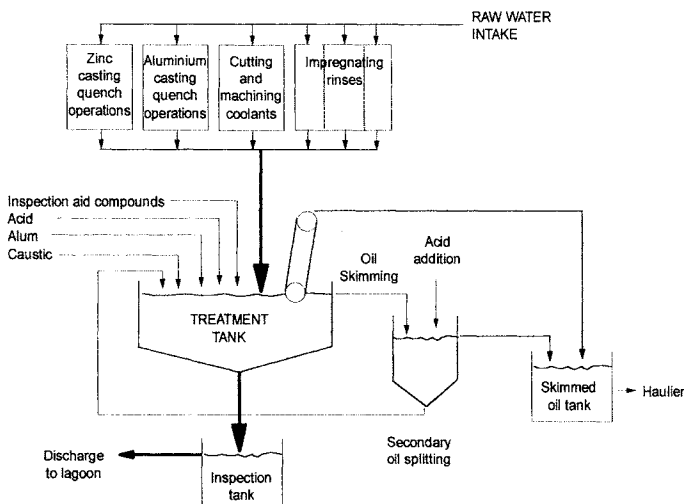 RAW WATER
INTAKE
Zinc
casting
quench
operations
Aluminium
casting
quench
operations
Cutting
and
machining
coolants
Impregnating
rinses
Inspection aid compounds
Acid
Alum
Caustic
Oil
Skimming
Acid
addition
TREATMENT
TANK
Skimmed
oil tank
Haulier
Secondary
oil splitting
Discharge
to lagoon
Inspection
tank